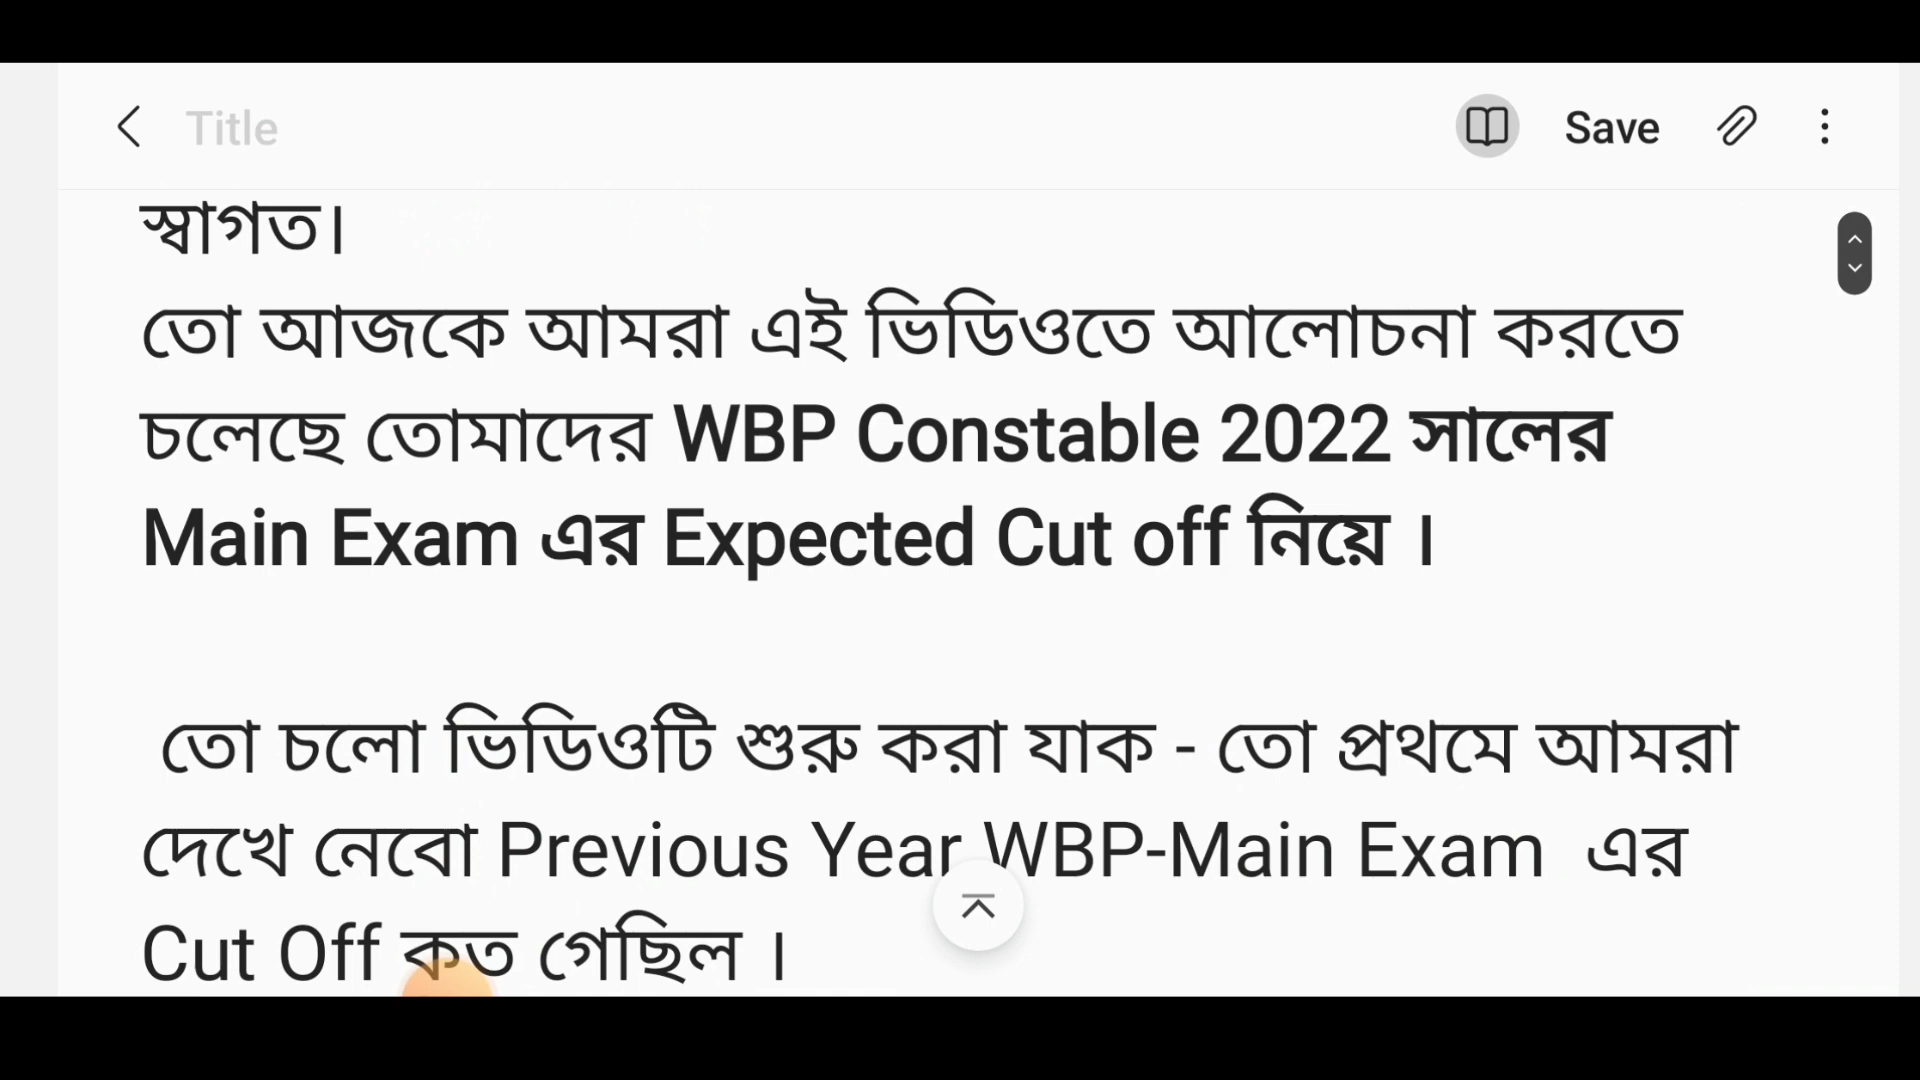 Title
Save
স্বাগত।
তো আজকে আমরা এই ভিডিওতে আলোচনা করতে
চলেছে তোমাদের WBP Constable 2022 সালের
Main Exam এর Expected Cut off নিয়ে ।
তো চলো ভিডিওটি শুরু করা যাক - তো প্রথমে আমরা
দেখে নেবো Previous Year WBP-Main Exam এর
Cut Off কত গেছিল ।